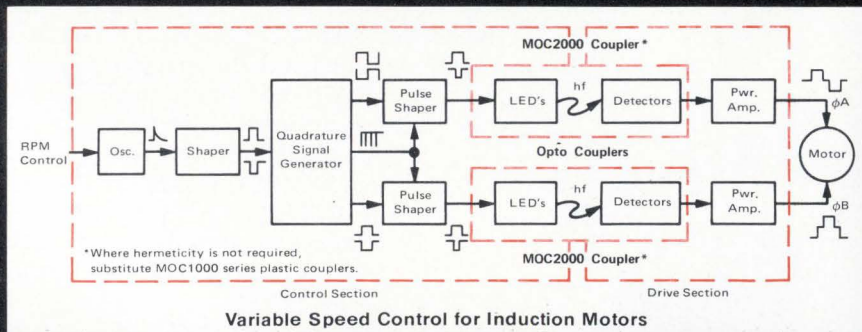 MOC2000 Coupler*
RPM
Control
Osc.
Shaper
Quadrature
Signal
Generator
Pulse
Shaper
LED's
hf
Detectors
Pwr.
Amp.
ϕA
Opto Couplers
Motor
Pulse
Shaper
LED's
hf
Detectors
Pwr.
Amp.
ϕB
*Where hermeticity is not required,
substitute MOC1000 series plastic couplers.
MOC2000 Coupler*
Control Section
Drive Section
Variable Speed Control for Induction Motors